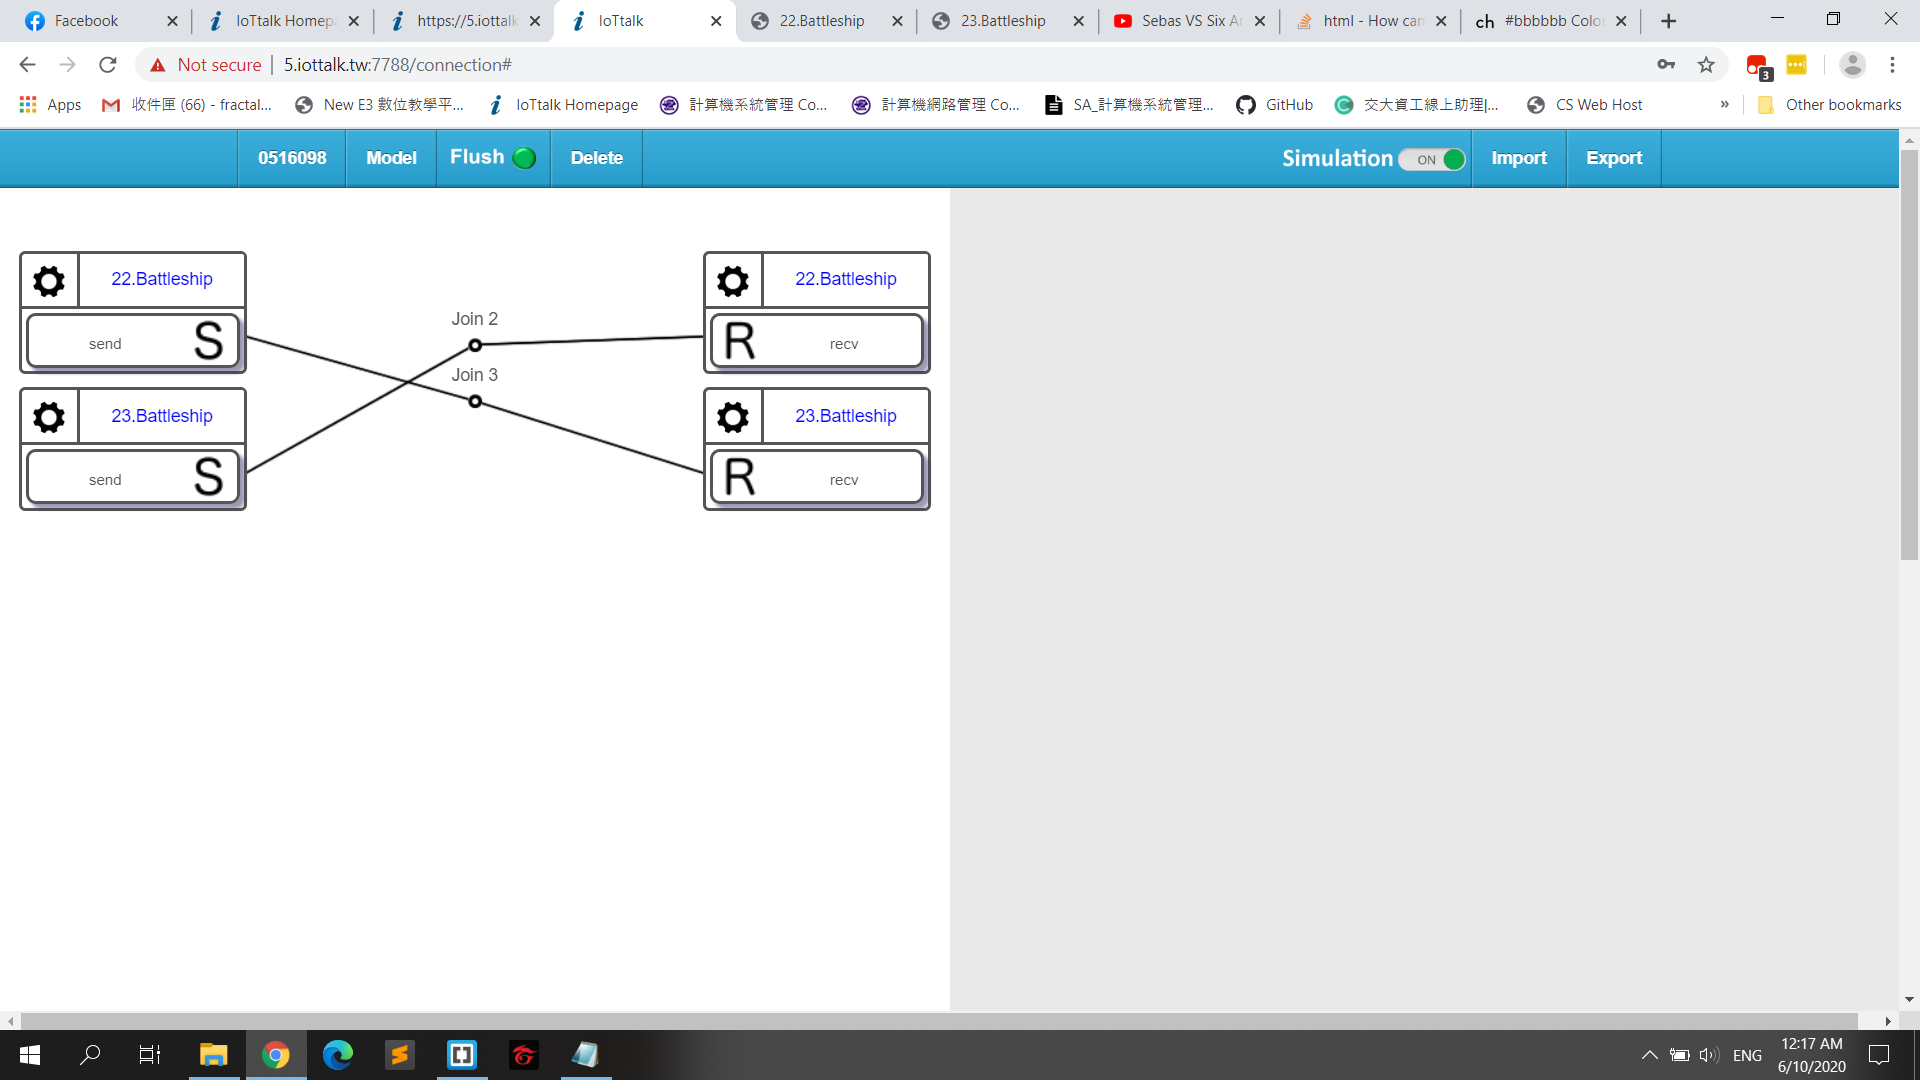 Facebook
IoTtalk Homep
https://5.iottalk
IoTtalk
22.Battleship
23.Battleship
Sebas VS Six A
html - How can
ch #bbbbbb Colo
Not secure 5.iottalk.tw:7788/connection#
3
Apps
收件匣 (66) - fractal...
New E3 數位教學平...
IoTtalk Homepage
計算機系統管理 Co...
計算機網路管理 Co...
SA_計算機系統管理...
GitHub
交大資工線上助理|...
CS Web Host
»
Other bookmarks
0516098
Model
Flush
Delete
Simulation ON
Import
Export
22.Battleship
send S
23.Battleship
send S
Join 2
Join 3
22.Battleship
R recv
23.Battleship
R recv
ENG
12:17 AM
6/10/2020